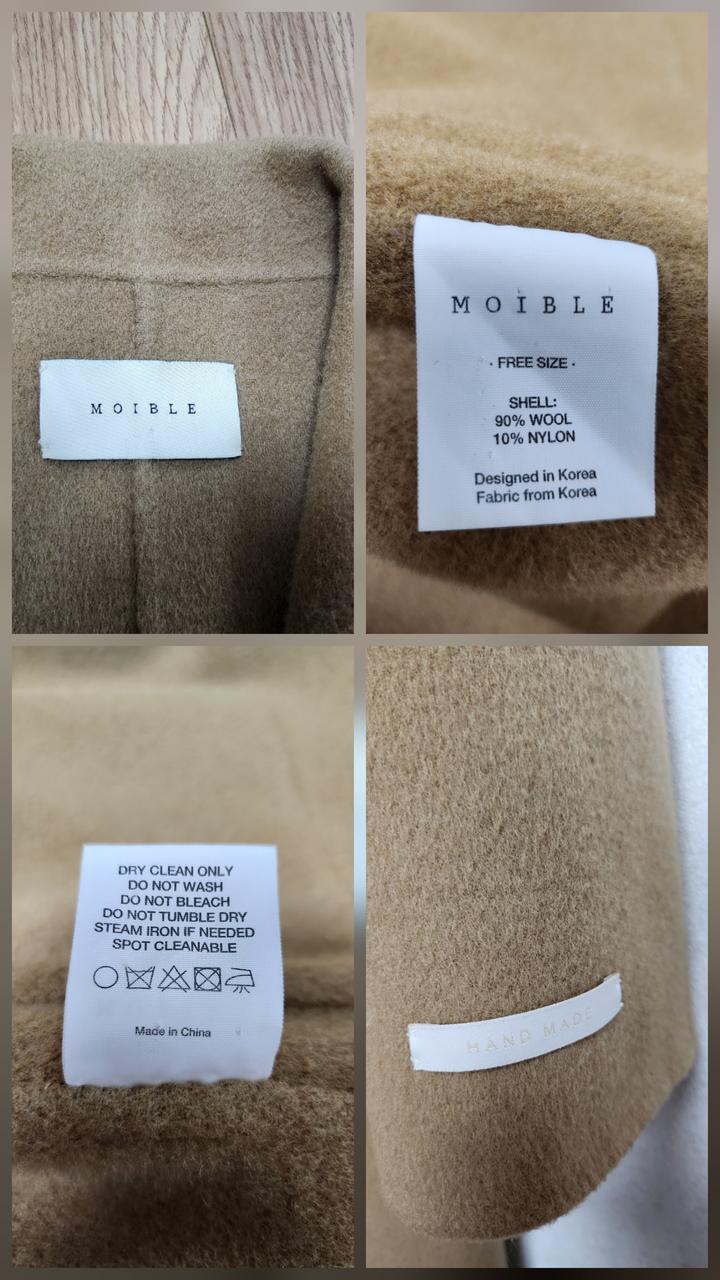 MOIBLE
MOIBLE
· FREE SIZE ·
SHELL:
90% WOOL
10% NYLON
Designed in Korea
Fabric from Korea
DRY CLEAN ONLY
DO NOT WASH
DO NOT BLEACH
DO NOT TUMBLE DRY
STEAM IRON IF NEEDED
SPOT CLEANABLE
Made in China
HAND MADE